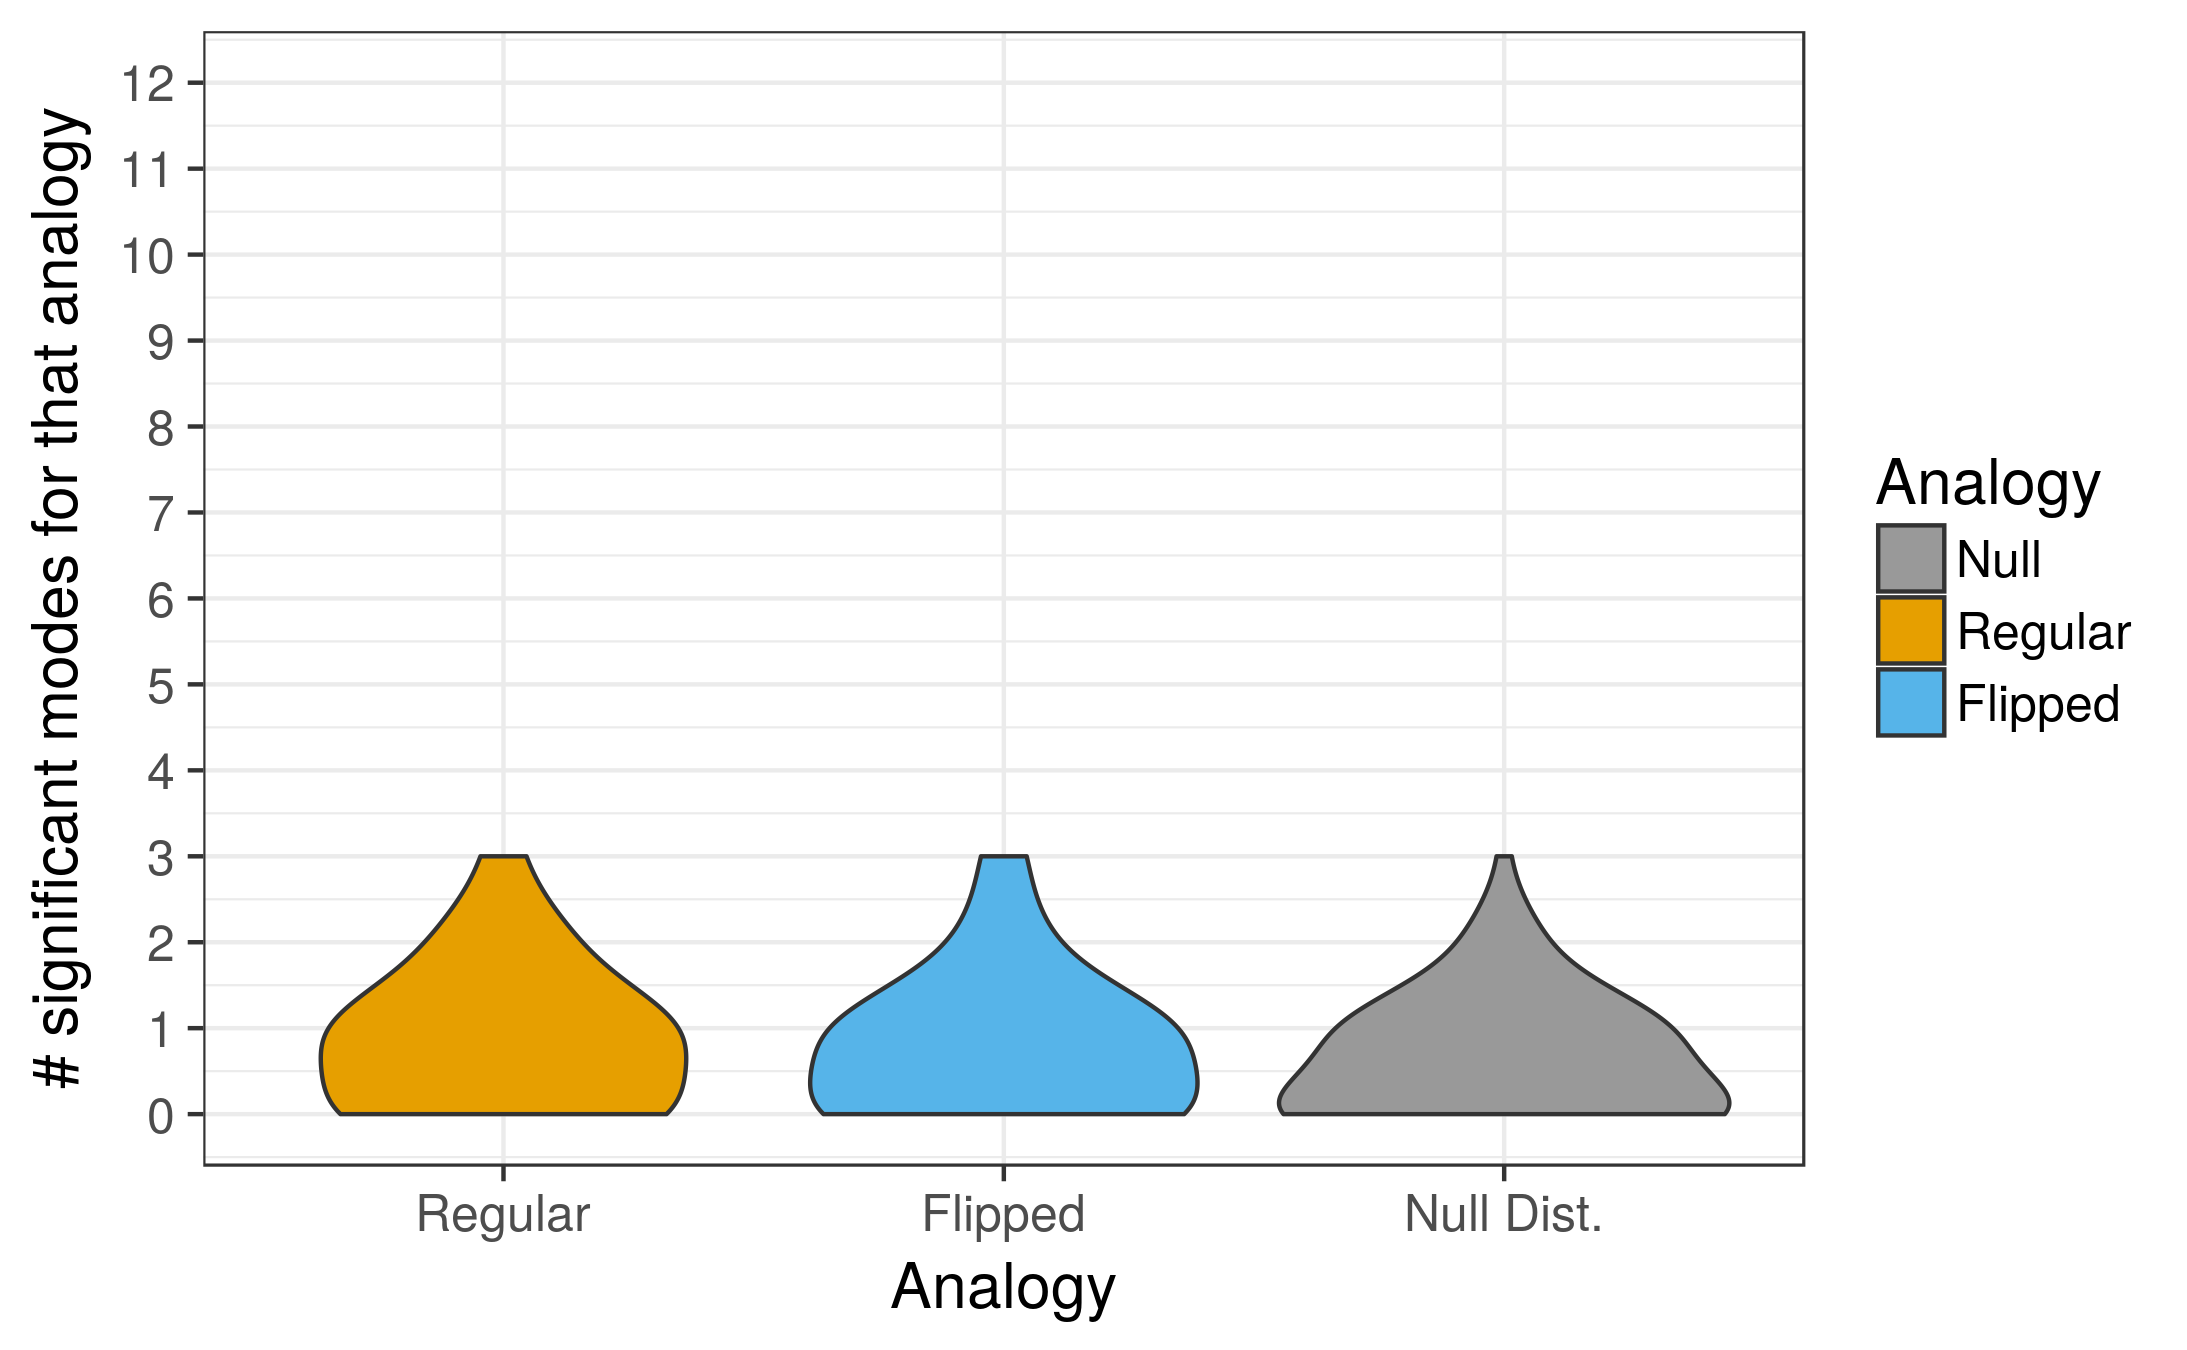 # significant modes for that analogy
12
11
10
9
8
7
6
5
4
3
2
1
0
Regular
Flipped
Null Dist.
Analogy
Analogy
Null
Regular
Flipped